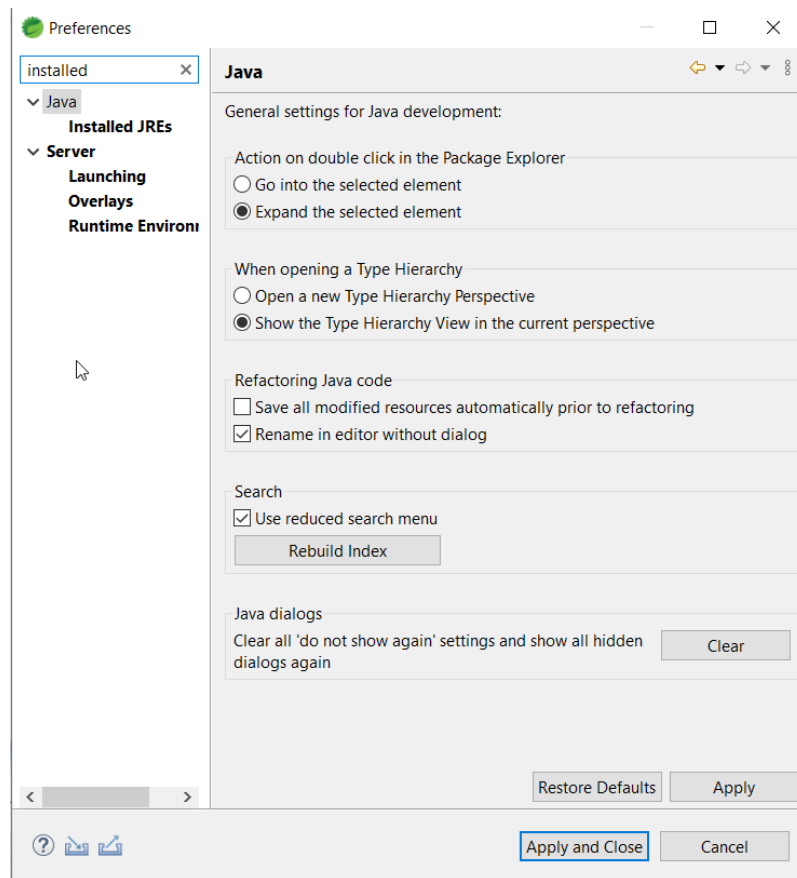 Preferences
installed
Java
Installed JREs
Server
Launching
Overlays
Runtime
Java
General settings for Java development:
Action on double click in the Package Explorer
Go into the selected element
Expand the selected element
When opening a Type Hierarchy
Open a new Type Hierarchy Perspective
Show the Type Hierarchy View in the current perspective
Refactoring Java code
Save all modified resources automatically prior to refactoring
Rename in editor without dialog
Search
Use reduced search menu
Rebuild Index
Java dialogs
Clear all 'do not show again' settings and show all hidden
dialogs again
Clear
Restore Defaults
Apply
Apply and Close
Cancel